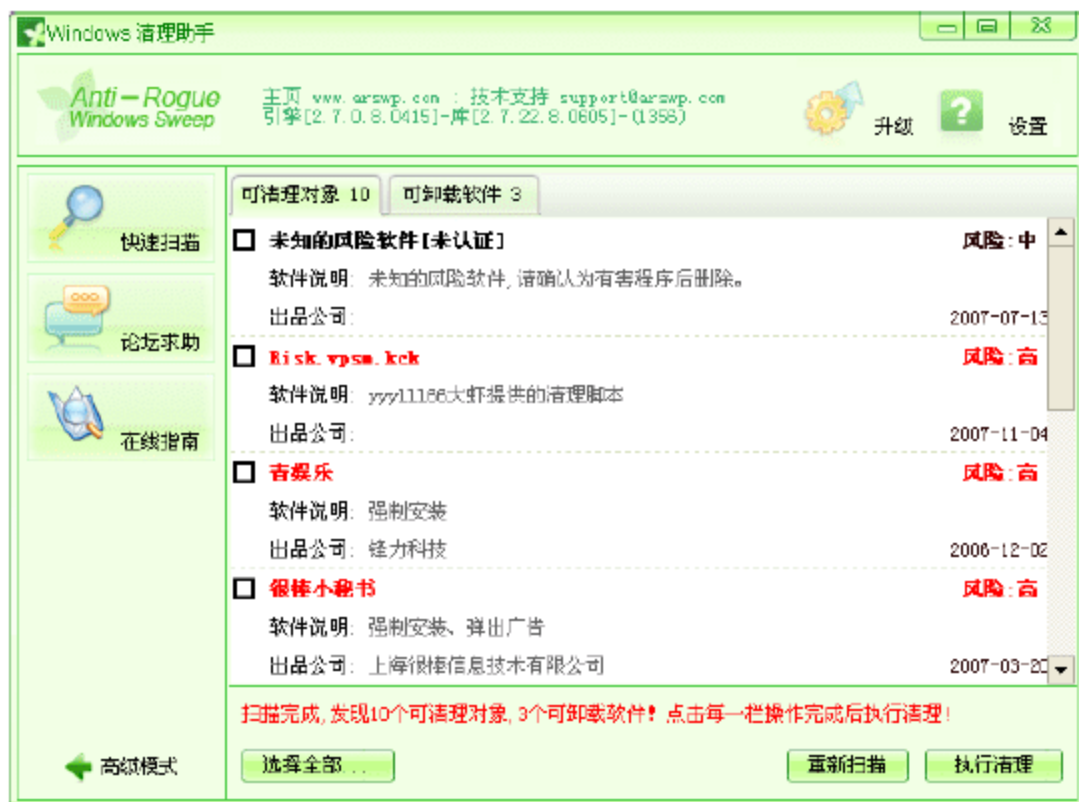 Windows 清理助手
Anti-Rogue
Windows Sweep
主页 www.arswp.com : 技术支持 support@arswp.com
引擎[2.7.0.8.0415]-库[2.7.22.8.0605]-(1356)
升级
设置
快速扫描
论坛求助
在线指南
高级模式
可清理对象 10
可卸载软件 3
未知的风险软件[未认证]
风险:中
软件说明: 未知的风险软件,请确认为有害程序后删除。
出品公司:
2007-07-13
Risk.vpsm.kck
风险:高
软件说明: yyy11166大虾提供的清理脚本
出品公司:
2007-11-04
音娱乐
风险:高
软件说明: 强制安装
出品公司: 锋力科技
2006-12-02
很棒小秘书
风险:高
软件说明: 强制安装、弹出广告
出品公司: 上海很棒信息技术有限公司
2007-03-20
扫描完成,发现10个可清理对象,3个可卸载软件!点击每一栏操作完成后执行清理!
选择全部...
重新扫描
执行清理